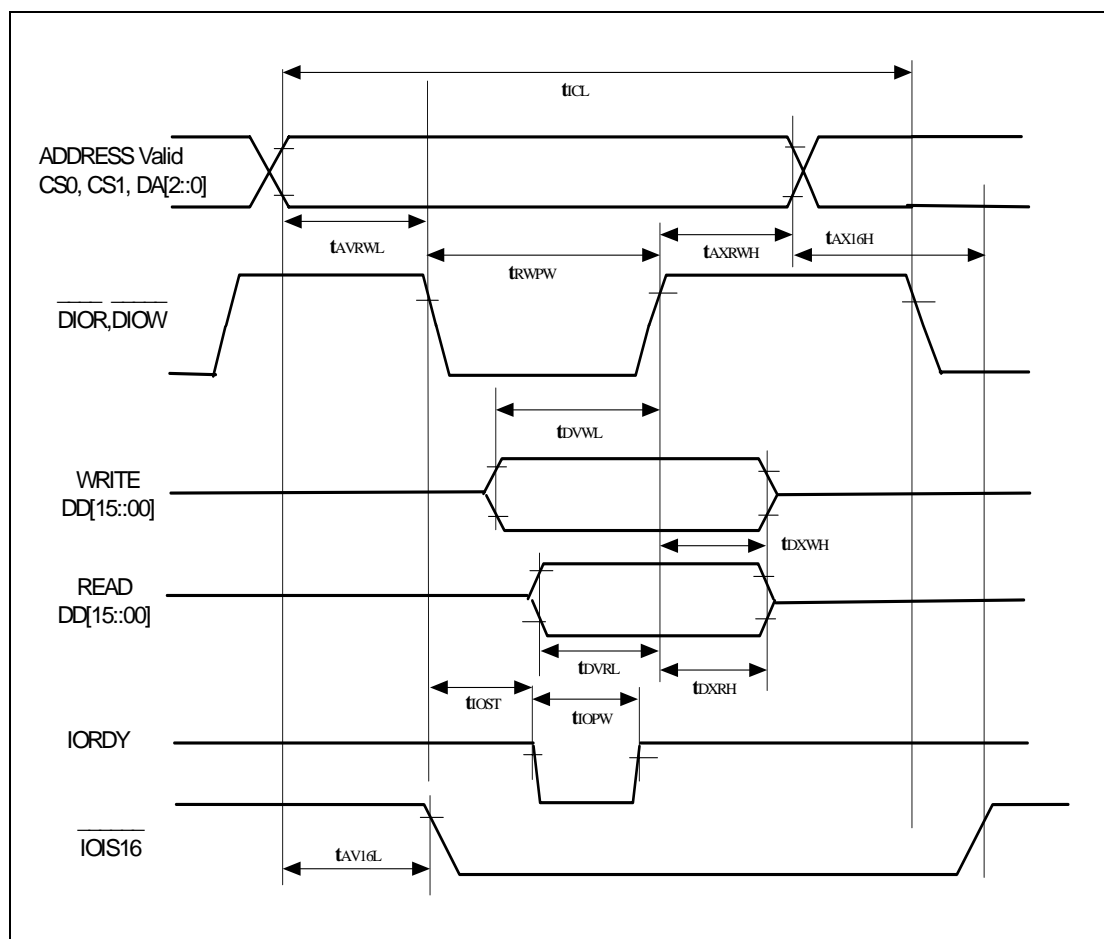 tICL
ADDRESS Valid
CS0, CS1, DA[2::0]
tAVRWL
tRWPW
tAXRWH
tAX16H
DIOR,DIOW
tDVWL
WRITE
DD[15::00]
tDXWH
READ
DD[15::00]
tDVRL
tDXRH
tIOST
tIOPW
IORDY
IOIS16
tAV16L